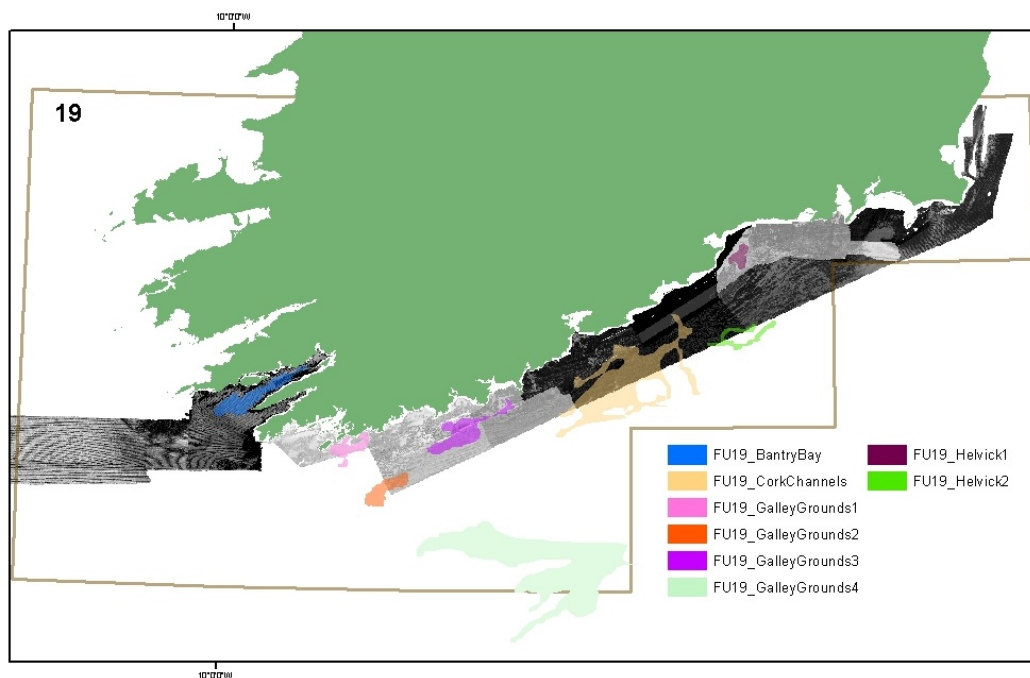 10°0'0"W
19
FU19_BantryBay
FU19_CorkChannels
FU19_GalleyGrounds1
FU19_GalleyGrounds2
FU19_GalleyGrounds3
FU19_GalleyGrounds4
FU19_Helvick1
FU19_Helvick2
10°0'0"W